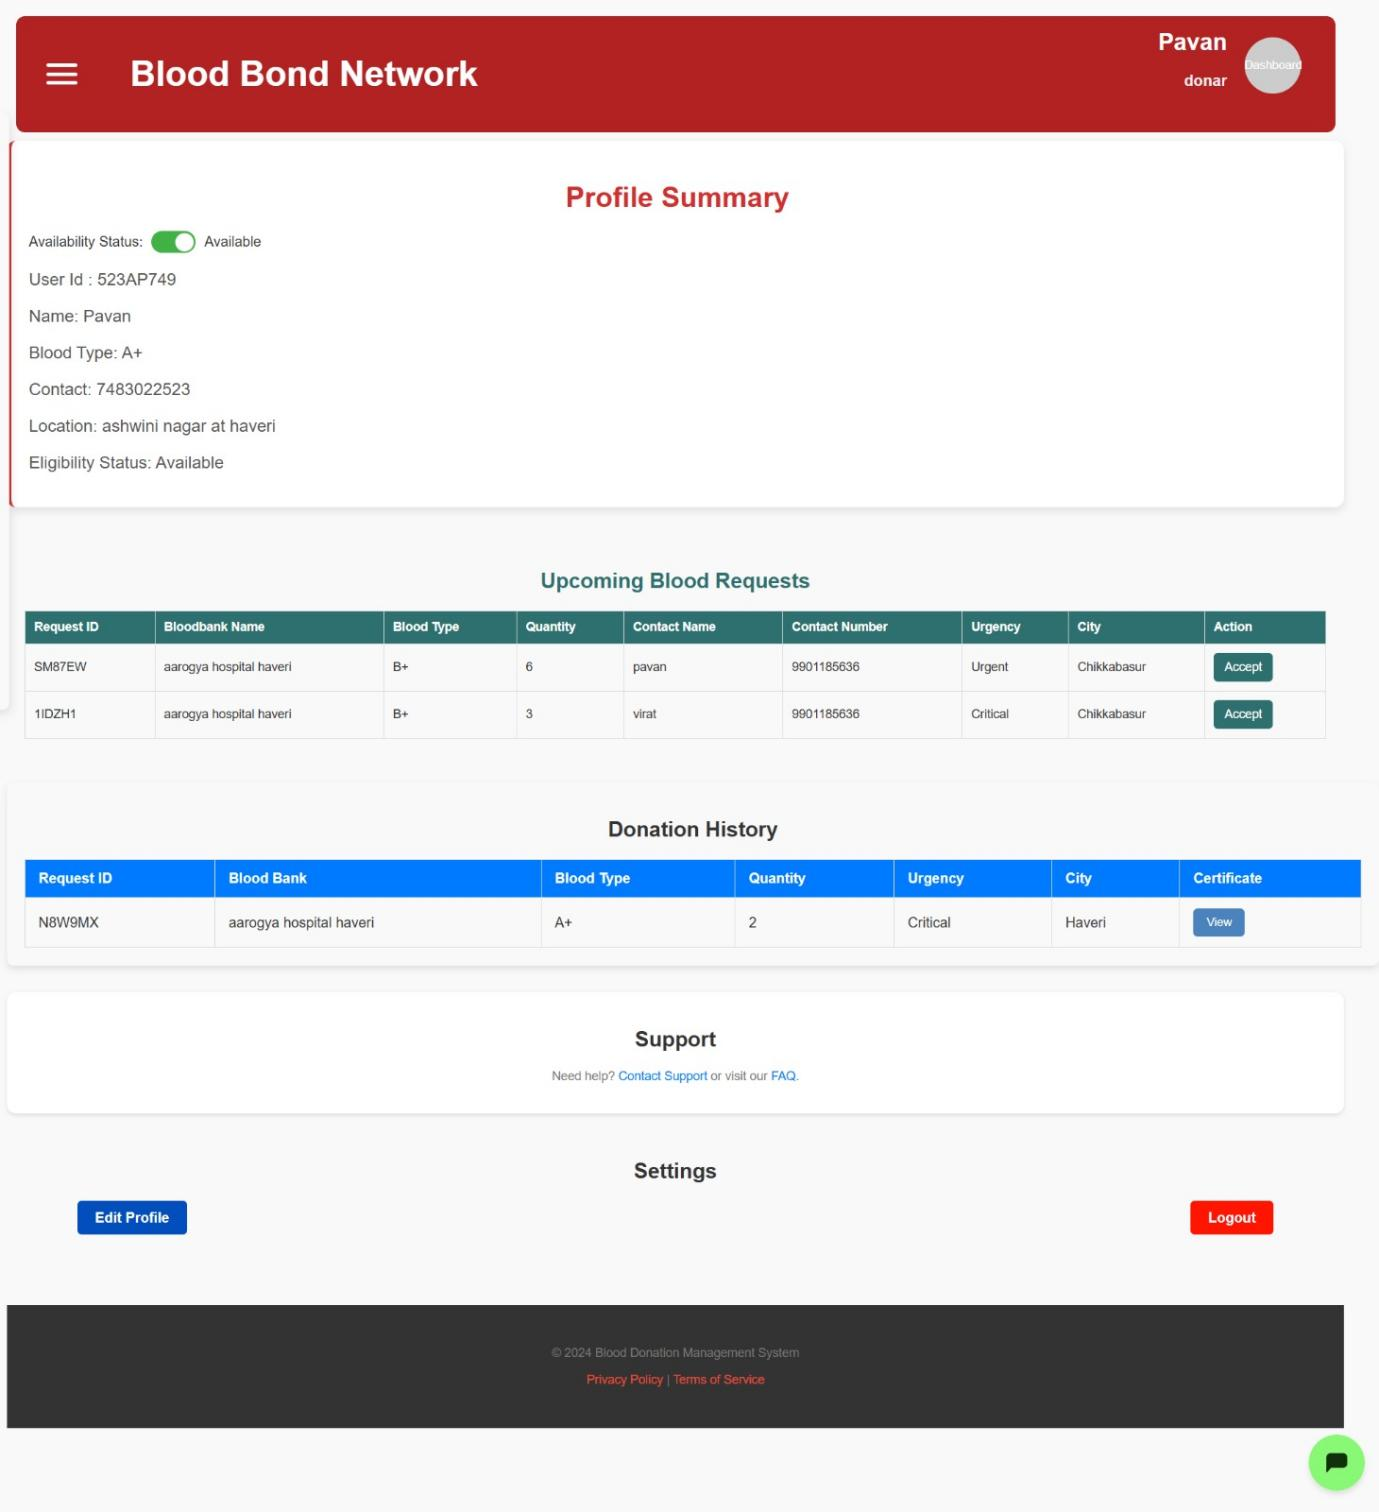 Blood Bond Network
Pavan
donar
Dashboard
Profile Summary
Availability Status: Available
User Id : 523AP749
Name: Pavan
Blood Type: A+
Contact: 7483022523
Location: ashwini nagar at haveri
Eligibility Status: Available
Upcoming Blood Requests
Request ID Bloodbank Name Blood Type Quantity Contact Name Contact Number Urgency City Action
SM87EW aarogya hospital haveri B+ 6 pavan 9901185636 Urgent Chikkabasur Accept
1IDZH1 aarogya hospital haveri B+ 3 virat 9901185636 Critical Chikkabasur Accept
Donation History
Request ID Blood Bank Blood Type Quantity Urgency City Certificate
N8W9MX aarogya hospital haveri A+ 2 Critical Haveri View
Support
Need help? Contact Support or visit our FAQ.
Settings
Edit Profile Logout
© 2024 Blood Donation Management System
Privacy Policy | Terms of Service